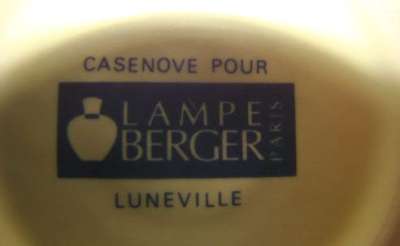 CASENOVE POUR
LAMPE
BERGER
PARIS
LUNEVILLE